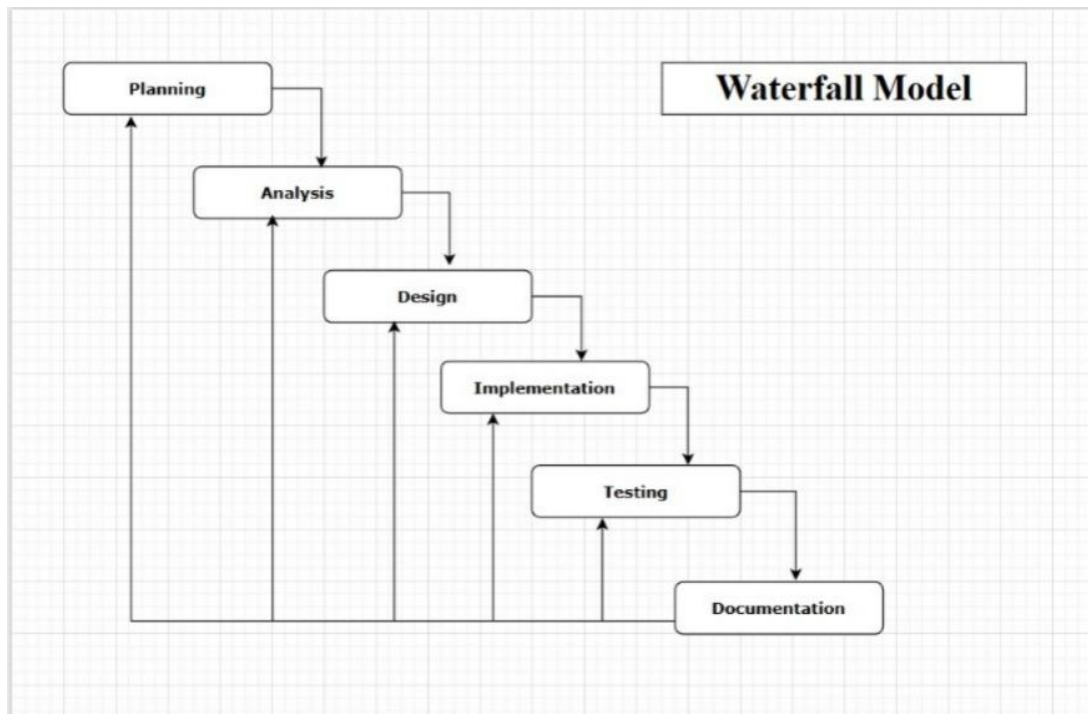 Waterfall Model
Planning
Analysis
Design
Implementation
Testing
Documentation